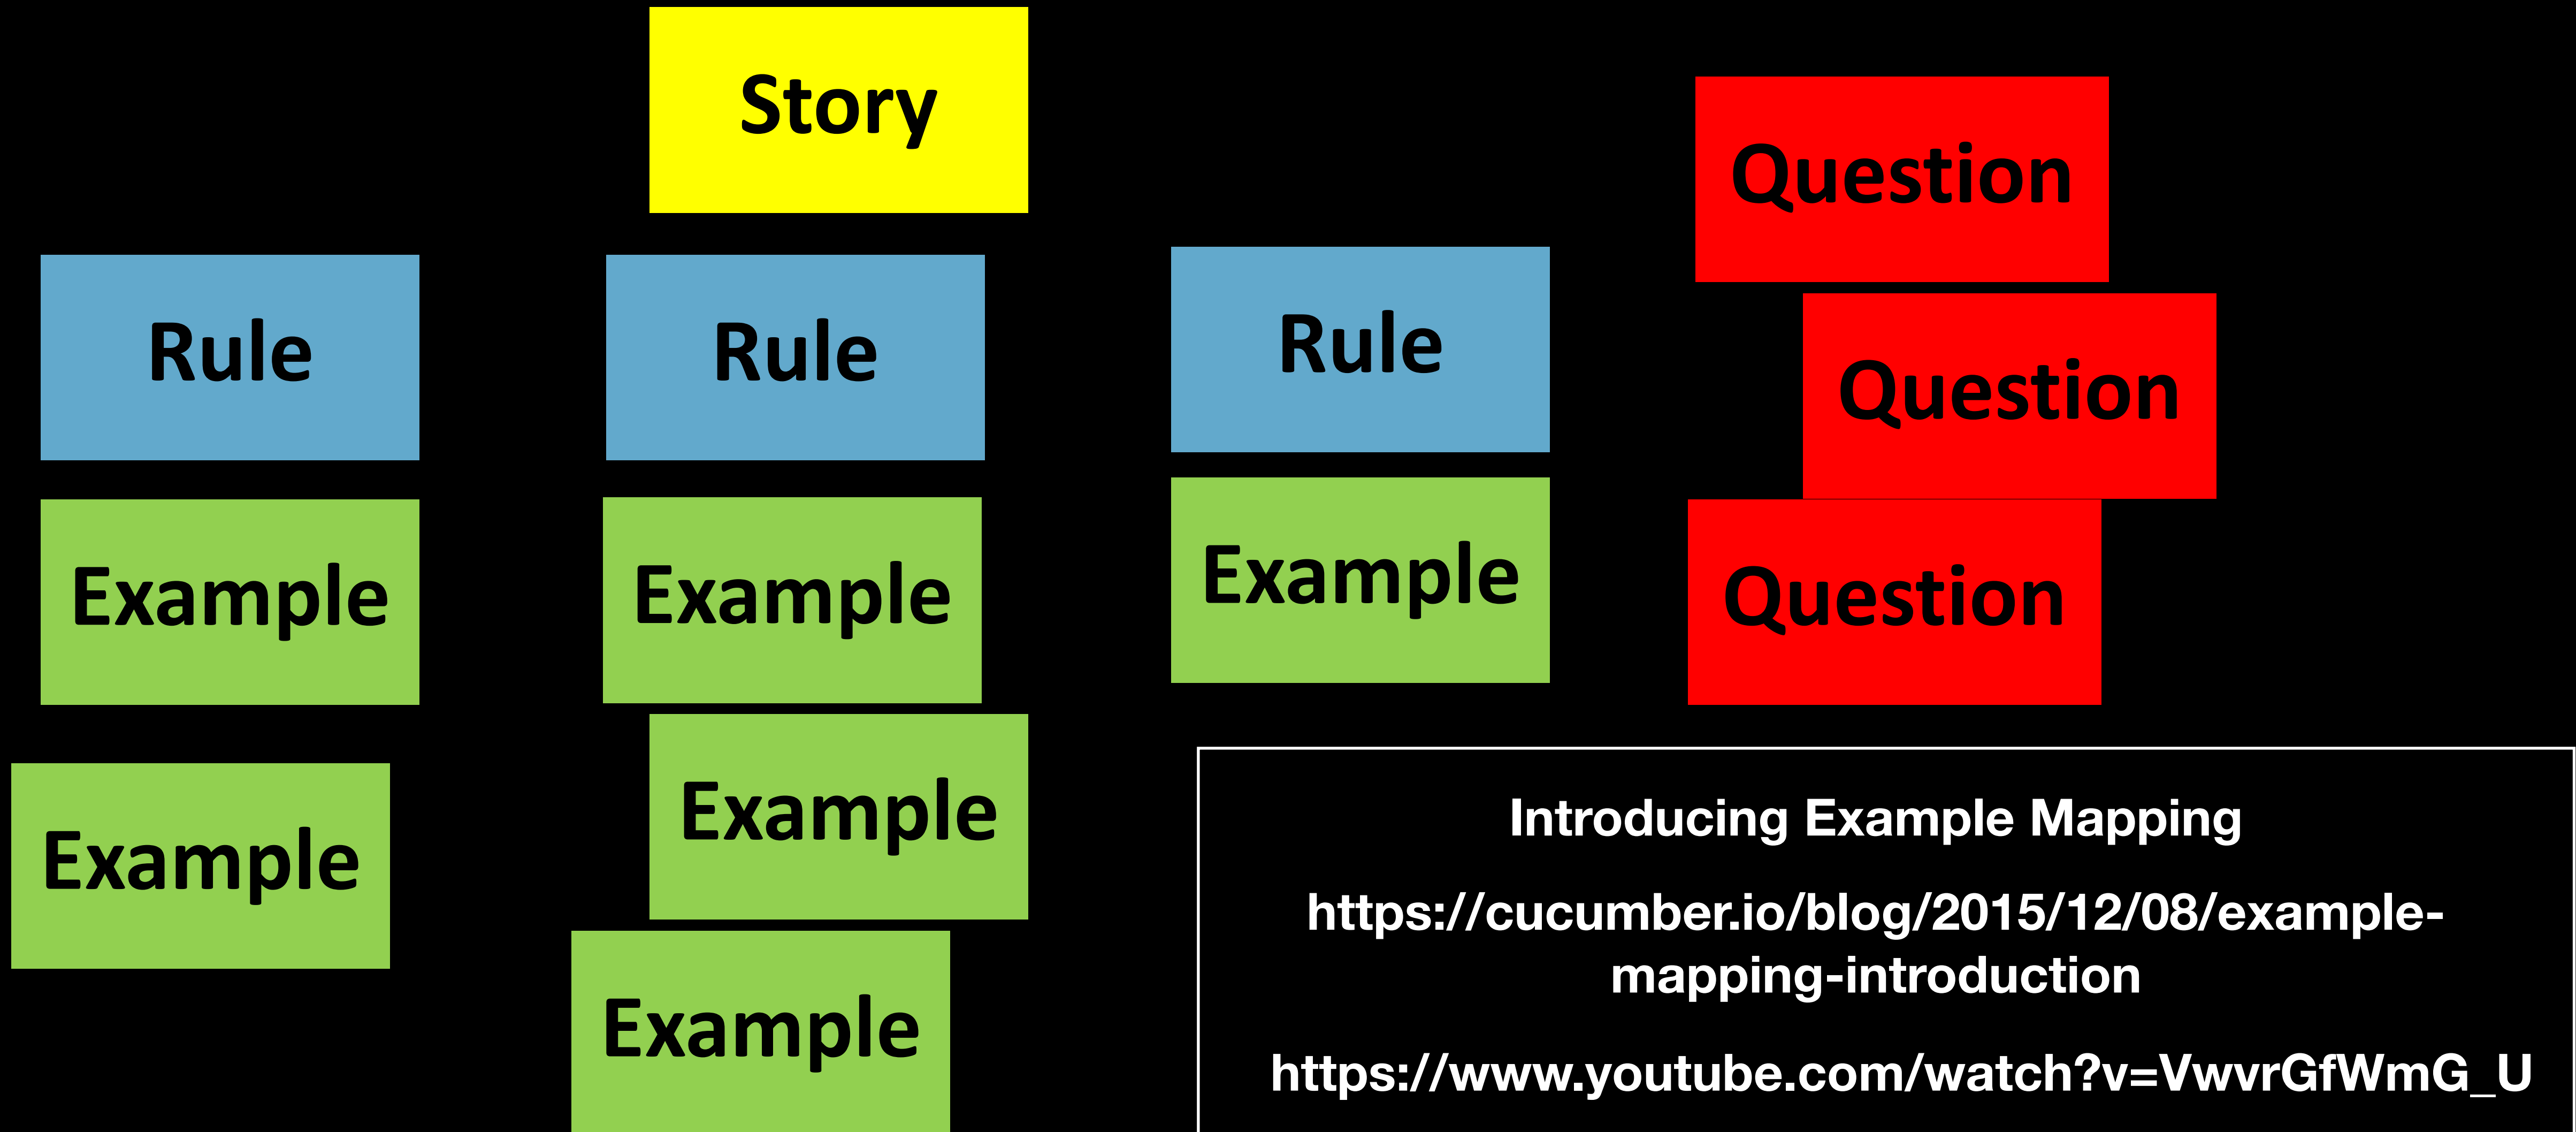 Story
Question
Rule
Rule
Rule
Question
Example
Example
Example
Question
Example
Example
Example
Introducing Example Mapping
https://cucumber.io/blog/2015/12/08/example-
mapping-introduction
https://www.youtube.com/watch?v=VwvrGfWmG_U